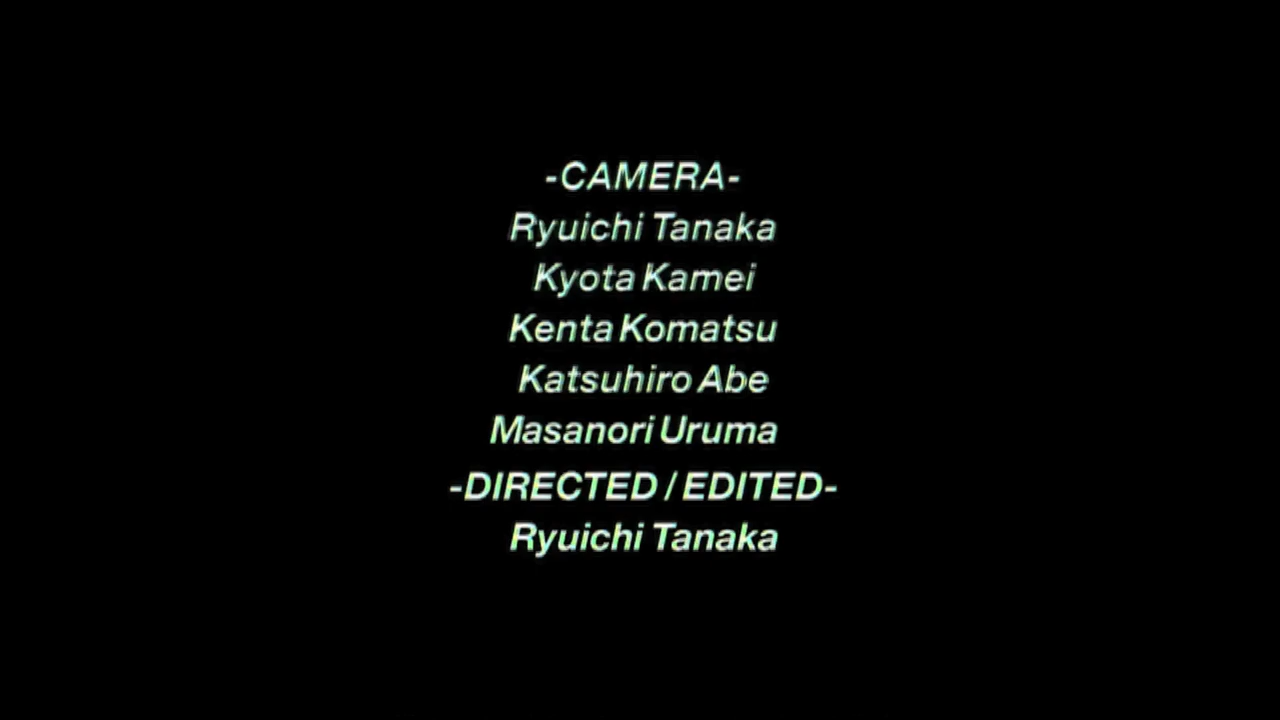 -CAMERA-
Ryuichi Tanaka
Kyota Kamei
Kenta Komatsu
Katsuhiro Abe
Masanori Uruma
-DIRECTED / EDITED-
Ryuichi Tanaka